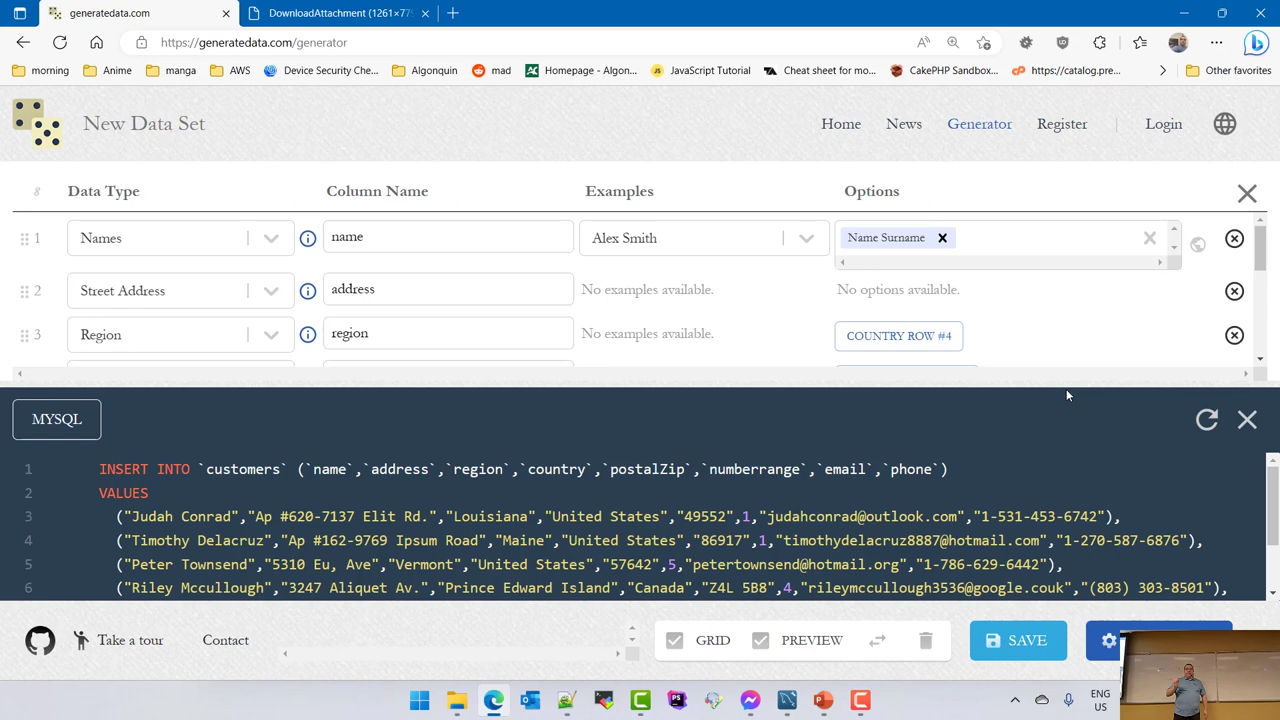 generatedata.com
DownloadAttachment (1261×77
https://generatedata.com/generator
morning
Anime
manga
AWS
Device Security Che...
Algonquin
mad
Homepage - Algon...
JavaScript Tutorial
Cheat sheet for mo...
CakePHP Sandbox...
https://catalog.pre...
Other favorites
New Data Set
Home
News
Generator
Register
Login
8
Data Type
Column Name
Examples
Options
1
Names
name
Alex Smith
Name Surname
2
Street Address
address
No examples available.
No options available.
3
Region
region
No examples available.
COUNTRY ROW #4
MYSQL
1 INSERT INTO `customers` (`name`,`address`,`region`,`country`,`postalZip`,`numberrange`,`email`,`phone`)
2 VALUES
3 ("Judah Conrad","Ap #620-7137 Elit Rd.","Louisiana","United States","49552",1,"judahconrad@outlook.com","1-531-453-6742"),
4 ("Timothy Delacruz","Ap #162-9769 Ipsum Road","Maine","United States","86917",1,"timothydelacruz8887@hotmail.com","1-270-587-6876"),
5 ("Peter Townsend","5310 Eu, Ave","Vermont","United States","57642",5,"petertownsend@hotmail.org","1-786-629-6442"),
6 ("Riley Mccullough","3247 Aliquet Av.","Prince Edward Island","Canada","Z4L 5B8",4,"rileymccullough3536@google.couk","(803) 303-8501"),
Take a tour
Contact
GRID
PREVIEW
SAVE
ENG
US